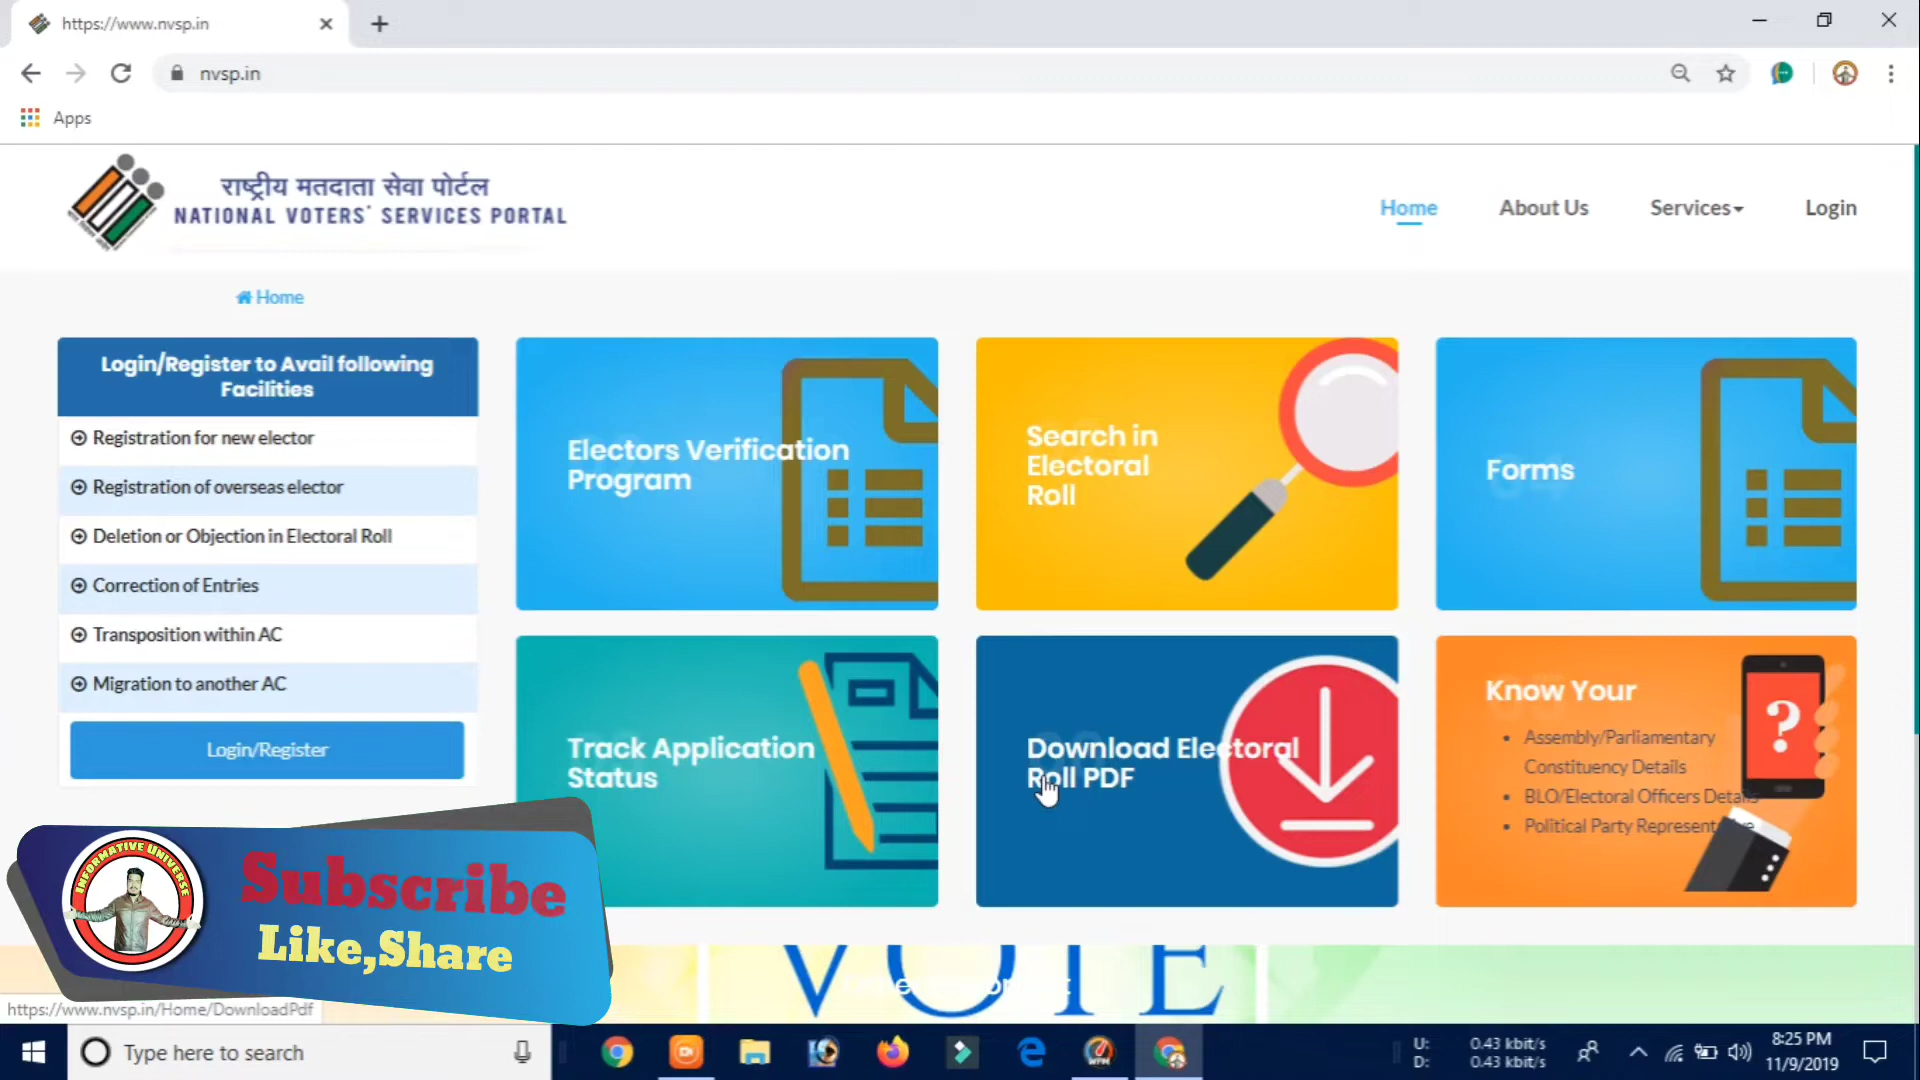 https://www.nvsp.in
nvsp.in
Apps
राष्ट्रीय मतदाता सेवा पोर्टल
NATIONAL VOTERS' SERVICES PORTAL
Home
About Us
Services
Login
Home
Login/Register to Avail following
Facilities
Registration for new elector
Registration of overseas elector
Deletion or Objection in Electoral Roll
Correction of Entries
Transposition within AC
Migration to another AC
Login/Register
Electors Verification
Program
Search in
Electoral
Roll
Forms
Track Application
Status
Download Electoral
Roll PDF
Know Your
Assembly/Parliamentary
Constituency Details
BLO/Electoral Officers Details
Political Party Representative
INFORMATIVE UNIVERSE
Subscribe
Like,Share
VOTE
https://www.nvsp.in/Home/DownloadPdf
Type here to search
U: 0.43 kbit/s
D: 0.43 kbit/s
8:25 PM
11/9/2019